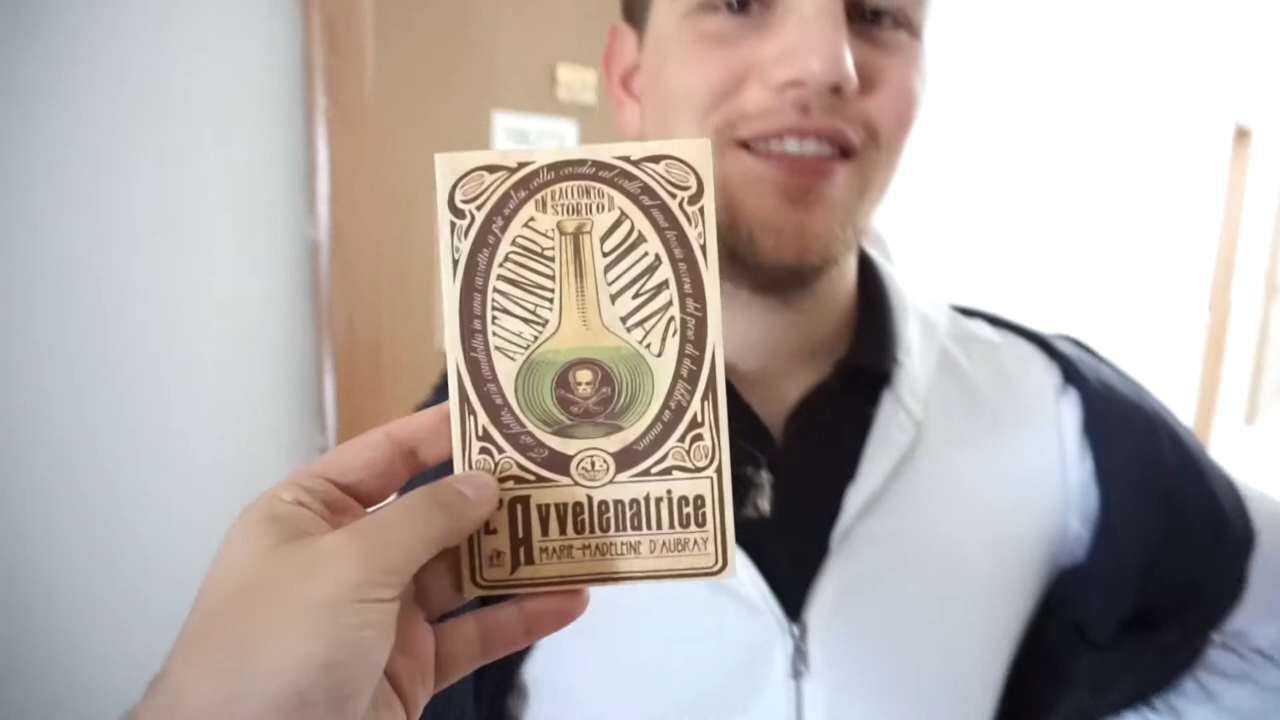 E in fatto, sarà condotta in una carretta, a piè scalzi, colla corda al collo ed una torcia accesa del peso di due libbre in mano;
UN RACCONTO
STORICO DI
ALEXANDRE
DUMAS
L'Avvelenatrice
MARIE-MADELEINE D'AUBRAY